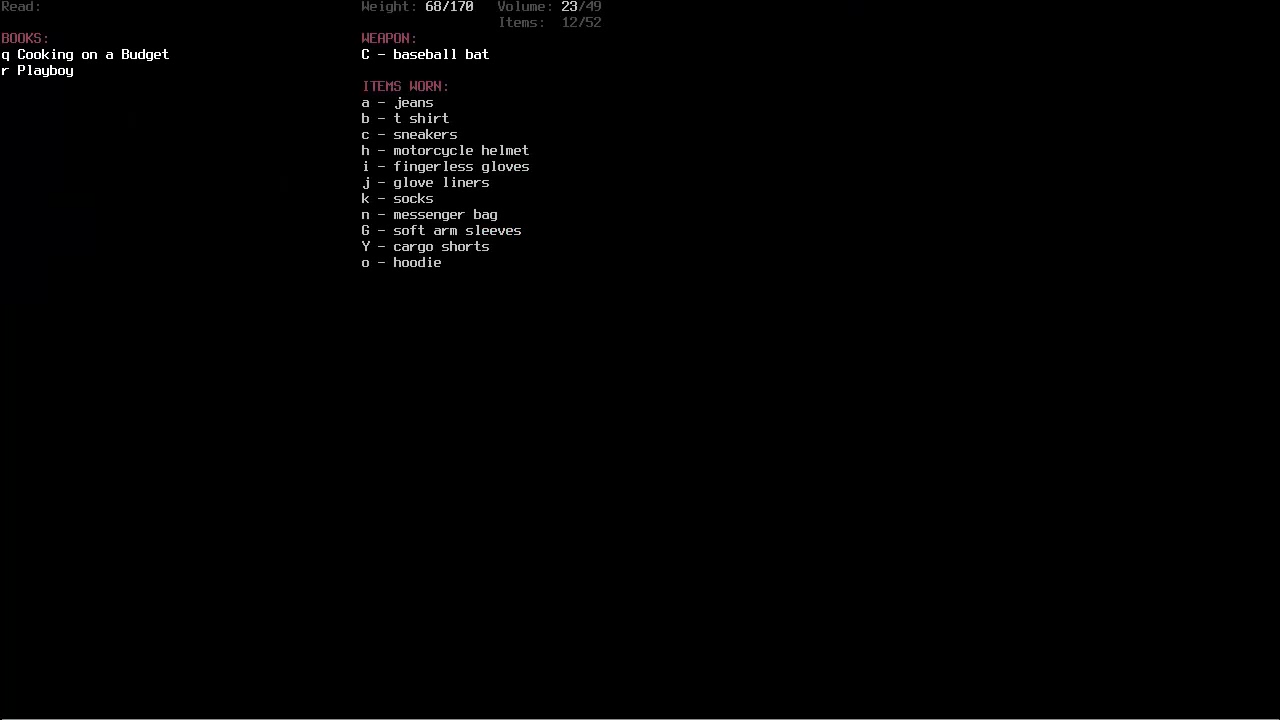 Read:
Weight: 68/170 Volume: 23/49
Items: 12/52
BOOKS:
q Cooking on a Budget
r Playboy
WEAPON:
C - baseball bat
ITEMS WORN:
a - jeans
b - t shirt
c - sneakers
h - motorcycle helmet
i - fingerless gloves
j - glove liners
k - socks
n - messenger bag
G - soft arm sleeves
Y - cargo shorts
o - hoodie